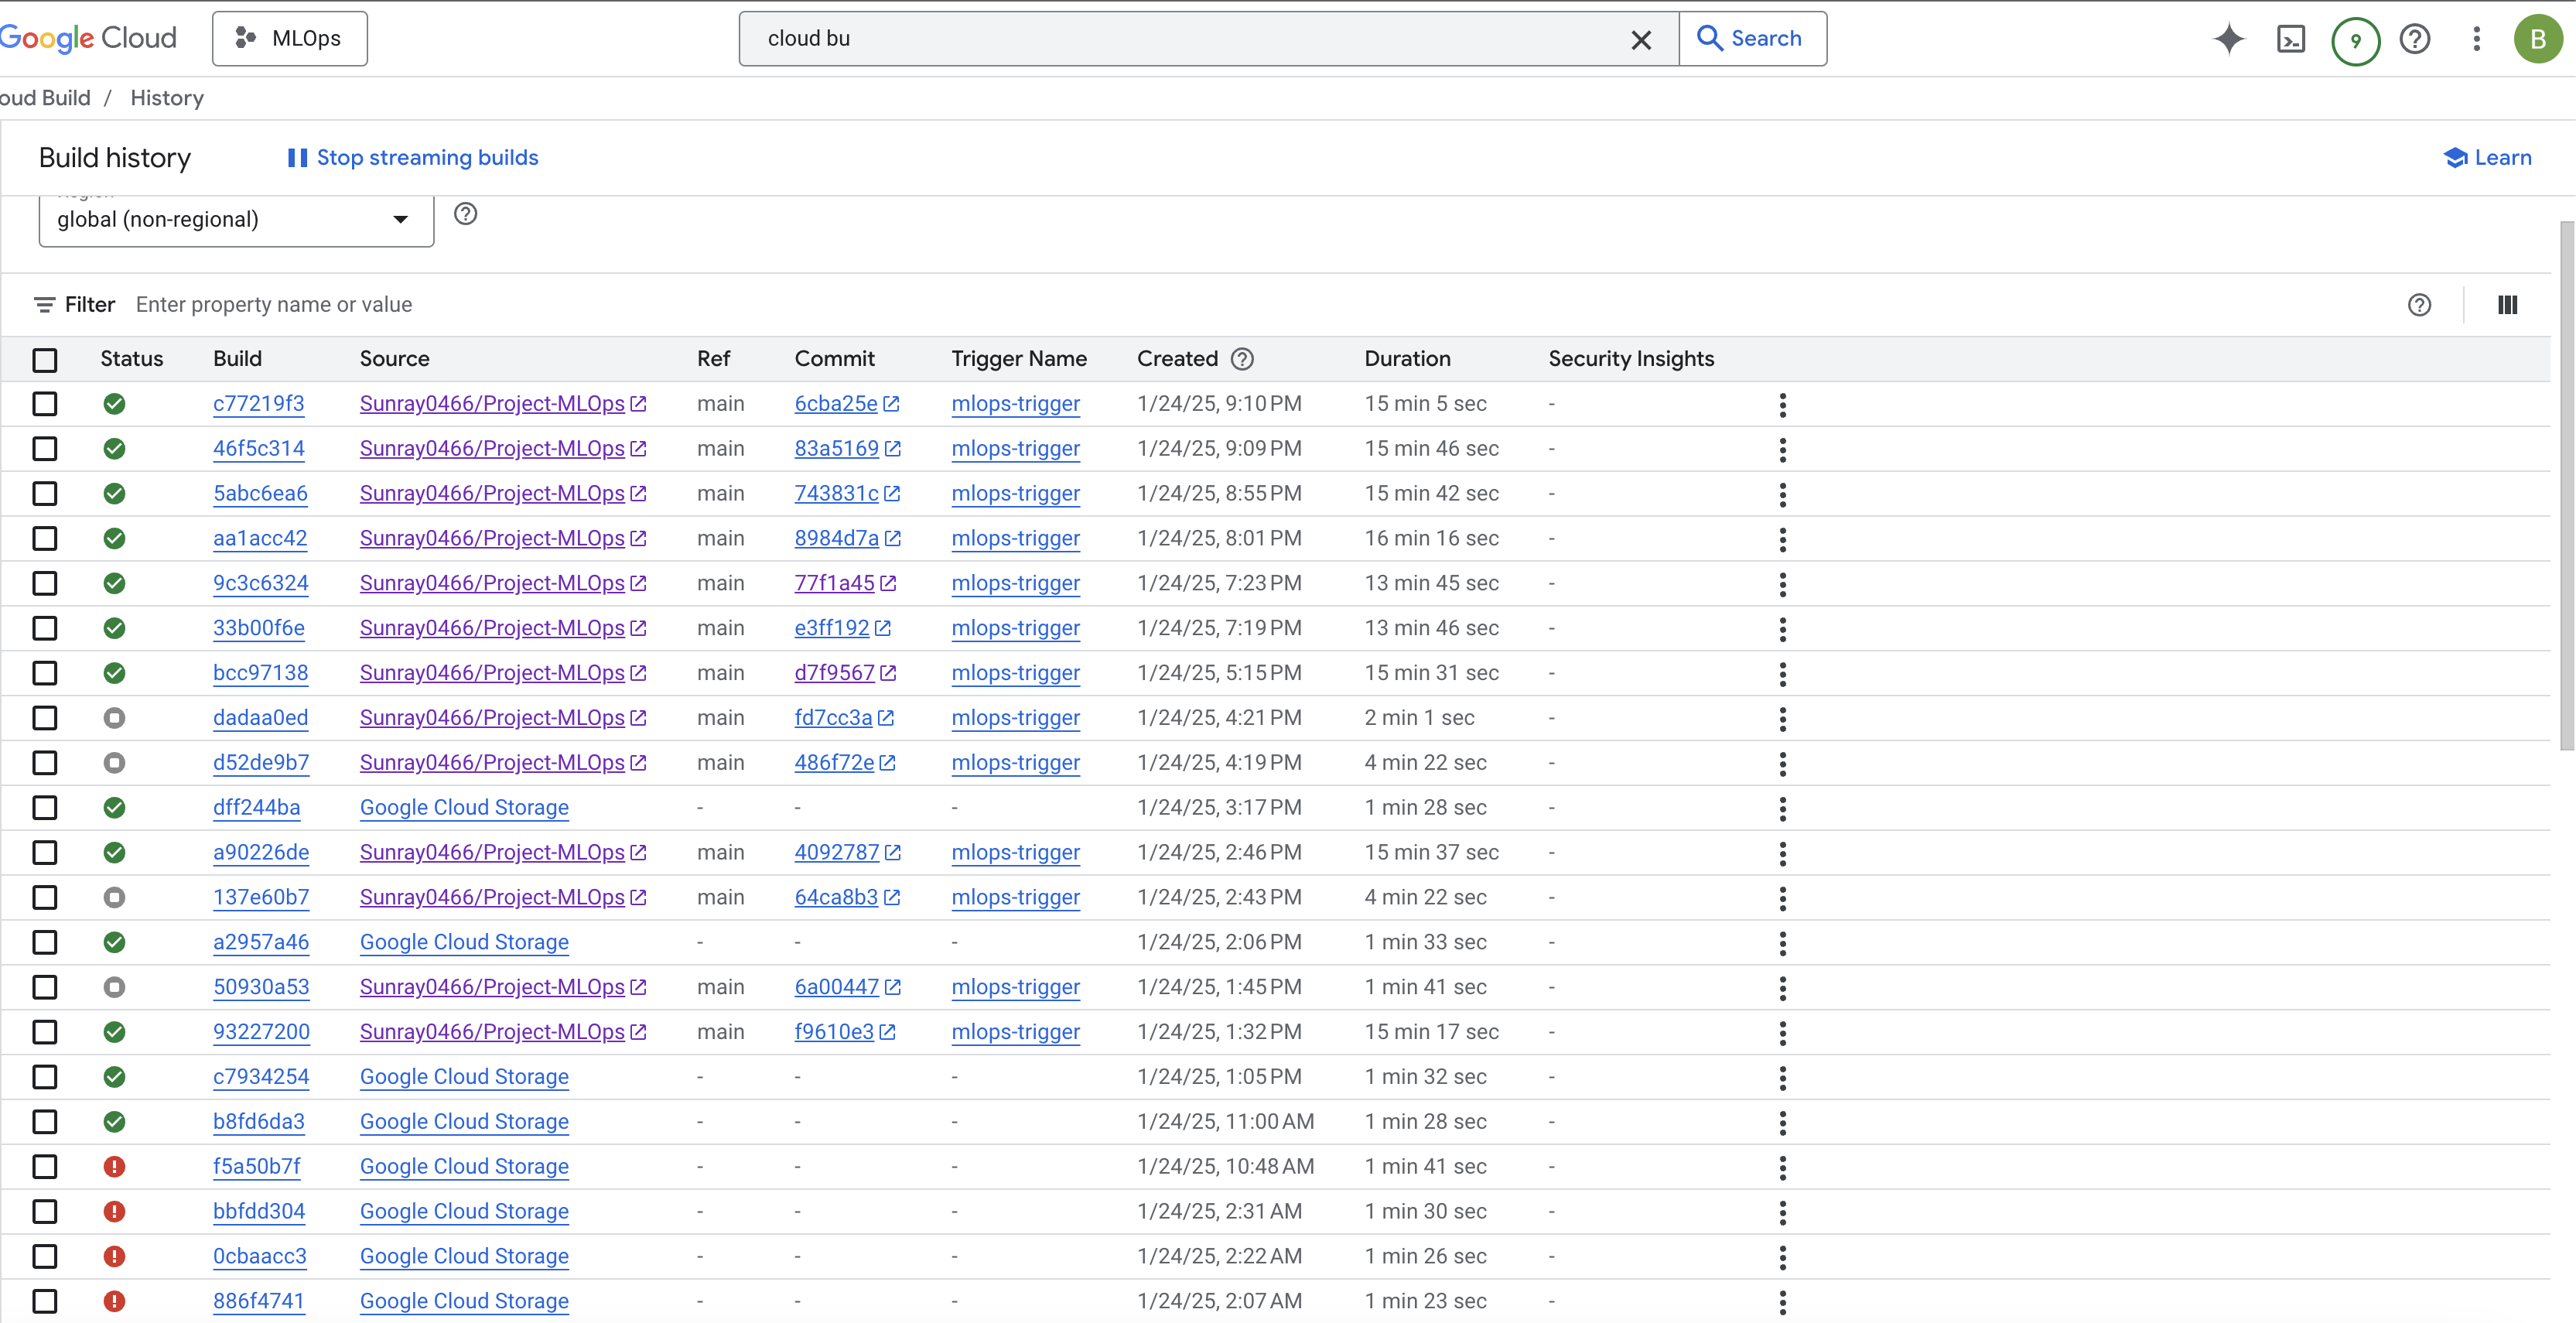 Google Cloud MLOps cloud bu Search 9 B
oud Build / History
Build history Stop streaming builds Learn
Region
global (non-regional)
Filter Enter property name or value
Status Build Source Ref Commit Trigger Name Created Duration Security Insights
c77219f3 Sunray0466/Project-MLOps main 6cba25e mlops-trigger 1/24/25, 9:10 PM 15 min 5 sec -
46f5c314 Sunray0466/Project-MLOps main 83a5169 mlops-trigger 1/24/25, 9:09 PM 15 min 46 sec -
5abc6ea6 Sunray0466/Project-MLOps main 743831c mlops-trigger 1/24/25, 8:55 PM 15 min 42 sec -
aa1acc42 Sunray0466/Project-MLOps main 8984d7a mlops-trigger 1/24/25, 8:01 PM 16 min 16 sec -
9c3c6324 Sunray0466/Project-MLOps main 77f1a45 mlops-trigger 1/24/25, 7:23 PM 13 min 45 sec -
33b00f6e Sunray0466/Project-MLOps main e3ff192 mlops-trigger 1/24/25, 7:19 PM 13 min 46 sec -
bcc97138 Sunray0466/Project-MLOps main d7f9567 mlops-trigger 1/24/25, 5:15 PM 15 min 31 sec -
dadaa0ed Sunray0466/Project-MLOps main fd7cc3a mlops-trigger 1/24/25, 4:21 PM 2 min 1 sec -
d52de9b7 Sunray0466/Project-MLOps main 486f72e mlops-trigger 1/24/25, 4:19 PM 4 min 22 sec -
dff244ba Google Cloud Storage - - - 1/24/25, 3:17 PM 1 min 28 sec -
a90226de Sunray0466/Project-MLOps main 4092787 mlops-trigger 1/24/25, 2:46 PM 15 min 37 sec -
137e60b7 Sunray0466/Project-MLOps main 64ca8b3 mlops-trigger 1/24/25, 2:43 PM 4 min 22 sec -
a2957a46 Google Cloud Storage - - - 1/24/25, 2:06 PM 1 min 33 sec -
50930a53 Sunray0466/Project-MLOps main 6a00447 mlops-trigger 1/24/25, 1:45 PM 1 min 41 sec -
93227200 Sunray0466/Project-MLOps main f9610e3 mlops-trigger 1/24/25, 1:32 PM 15 min 17 sec -
c7934254 Google Cloud Storage - - - 1/24/25, 1:05 PM 1 min 32 sec -
b8fd6da3 Google Cloud Storage - - - 1/24/25, 11:00 AM 1 min 28 sec -
f5a50b7f Google Cloud Storage - - - 1/24/25, 10:48 AM 1 min 41 sec -
bbfdd304 Google Cloud Storage - - - 1/24/25, 2:31 AM 1 min 30 sec -
0cbaacc3 Google Cloud Storage - - - 1/24/25, 2:22 AM 1 min 26 sec -
886f4741 Google Cloud Storage - - - 1/24/25, 2:07 AM 1 min 23 sec -